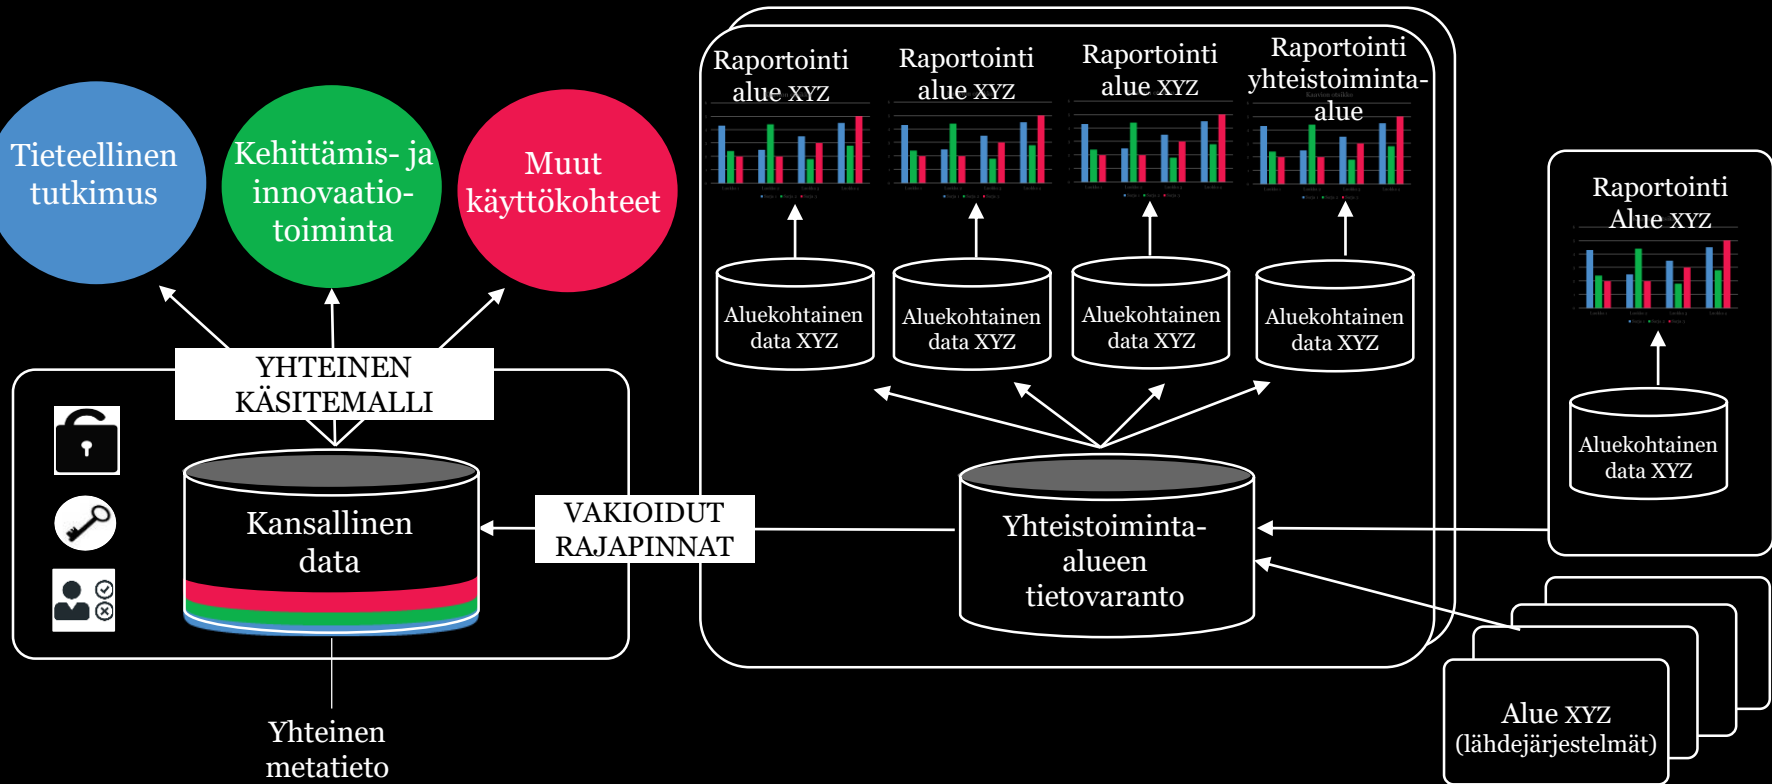 Tieteellinen
tutkimus
Kehittämis- ja
innovaatio-
toiminta
Muut
käyttökohteet
YHTEINEN
KÄSITEMALLI
Kansallinen
data
Yhteinen
metatieto
VAKIOIDUT
RAJAPINNAT
Raportointi
alue XYZ
Raportointi
alue XYZ
Raportointi
alue XYZ
Raportointi
yhteistoiminta-
alue
Aluekohtainen
data XYZ
Aluekohtainen
data XYZ
Aluekohtainen
data XYZ
Aluekohtainen
data XYZ
Yhteistoiminta-
alueen
tietovaranto
Raportointi
Alue XYZ
Aluekohtainen
data XYZ
Alue XYZ
(lähdejärjestelmät)